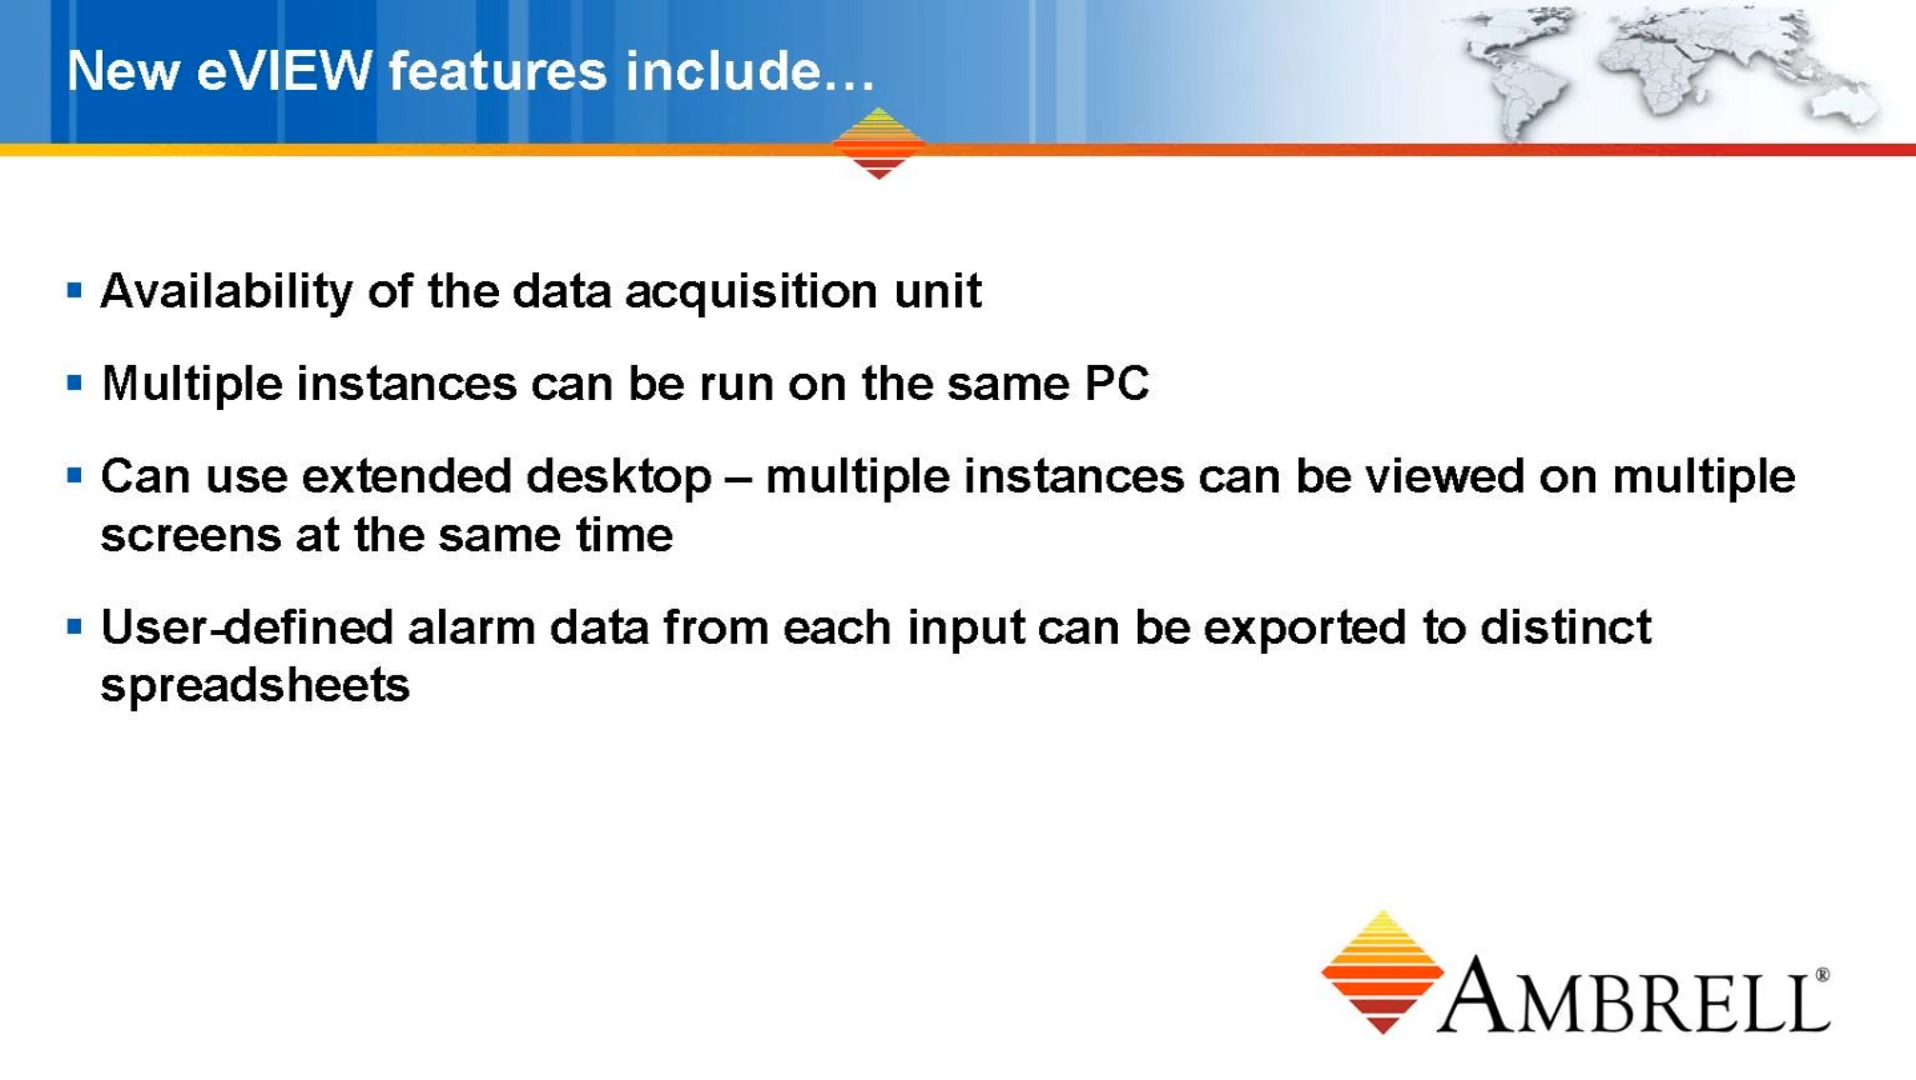 New eVIEW features include...
▪ Availability of the data acquisition unit
▪ Multiple instances can be run on the same PC
▪ Can use extended desktop – multiple instances can be viewed on multiple
screens at the same time
▪ User-defined alarm data from each input can be exported to distinct
spreadsheets
AMBRELL®